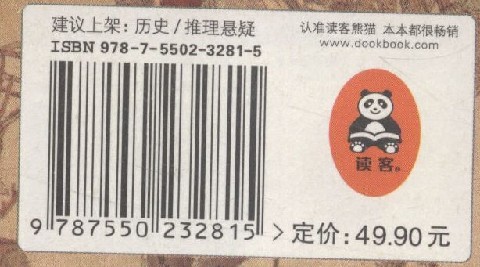 建议上架：历史/推理悬疑
ISBN 978-7-5502-3281-5
认准读客熊猫 本本都很畅销
www.dookbook.com
读客®
9 787550 232815 >
定价：49.90元